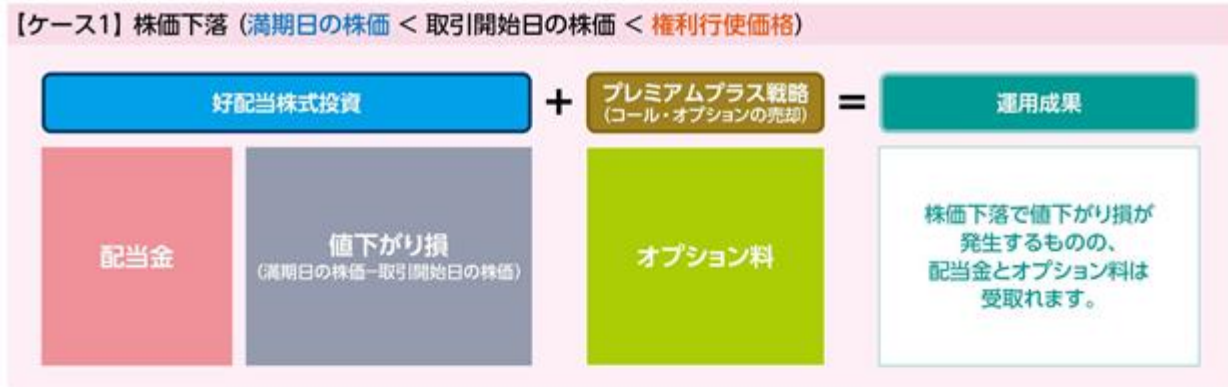 【ケース1】株価下落（満期日の株価 < 取引開始日の株価 < 権利行使価格）
好配当株式投資
+
プレミアムプラス戦略
（コール・オプションの売却）
=
運用成果
配当金
値下がり損
（満期日の株価−取引開始日の株価）
オプション料
株価下落で値下がり損が
発生するものの、
配当金とオプション料は
受取れます。